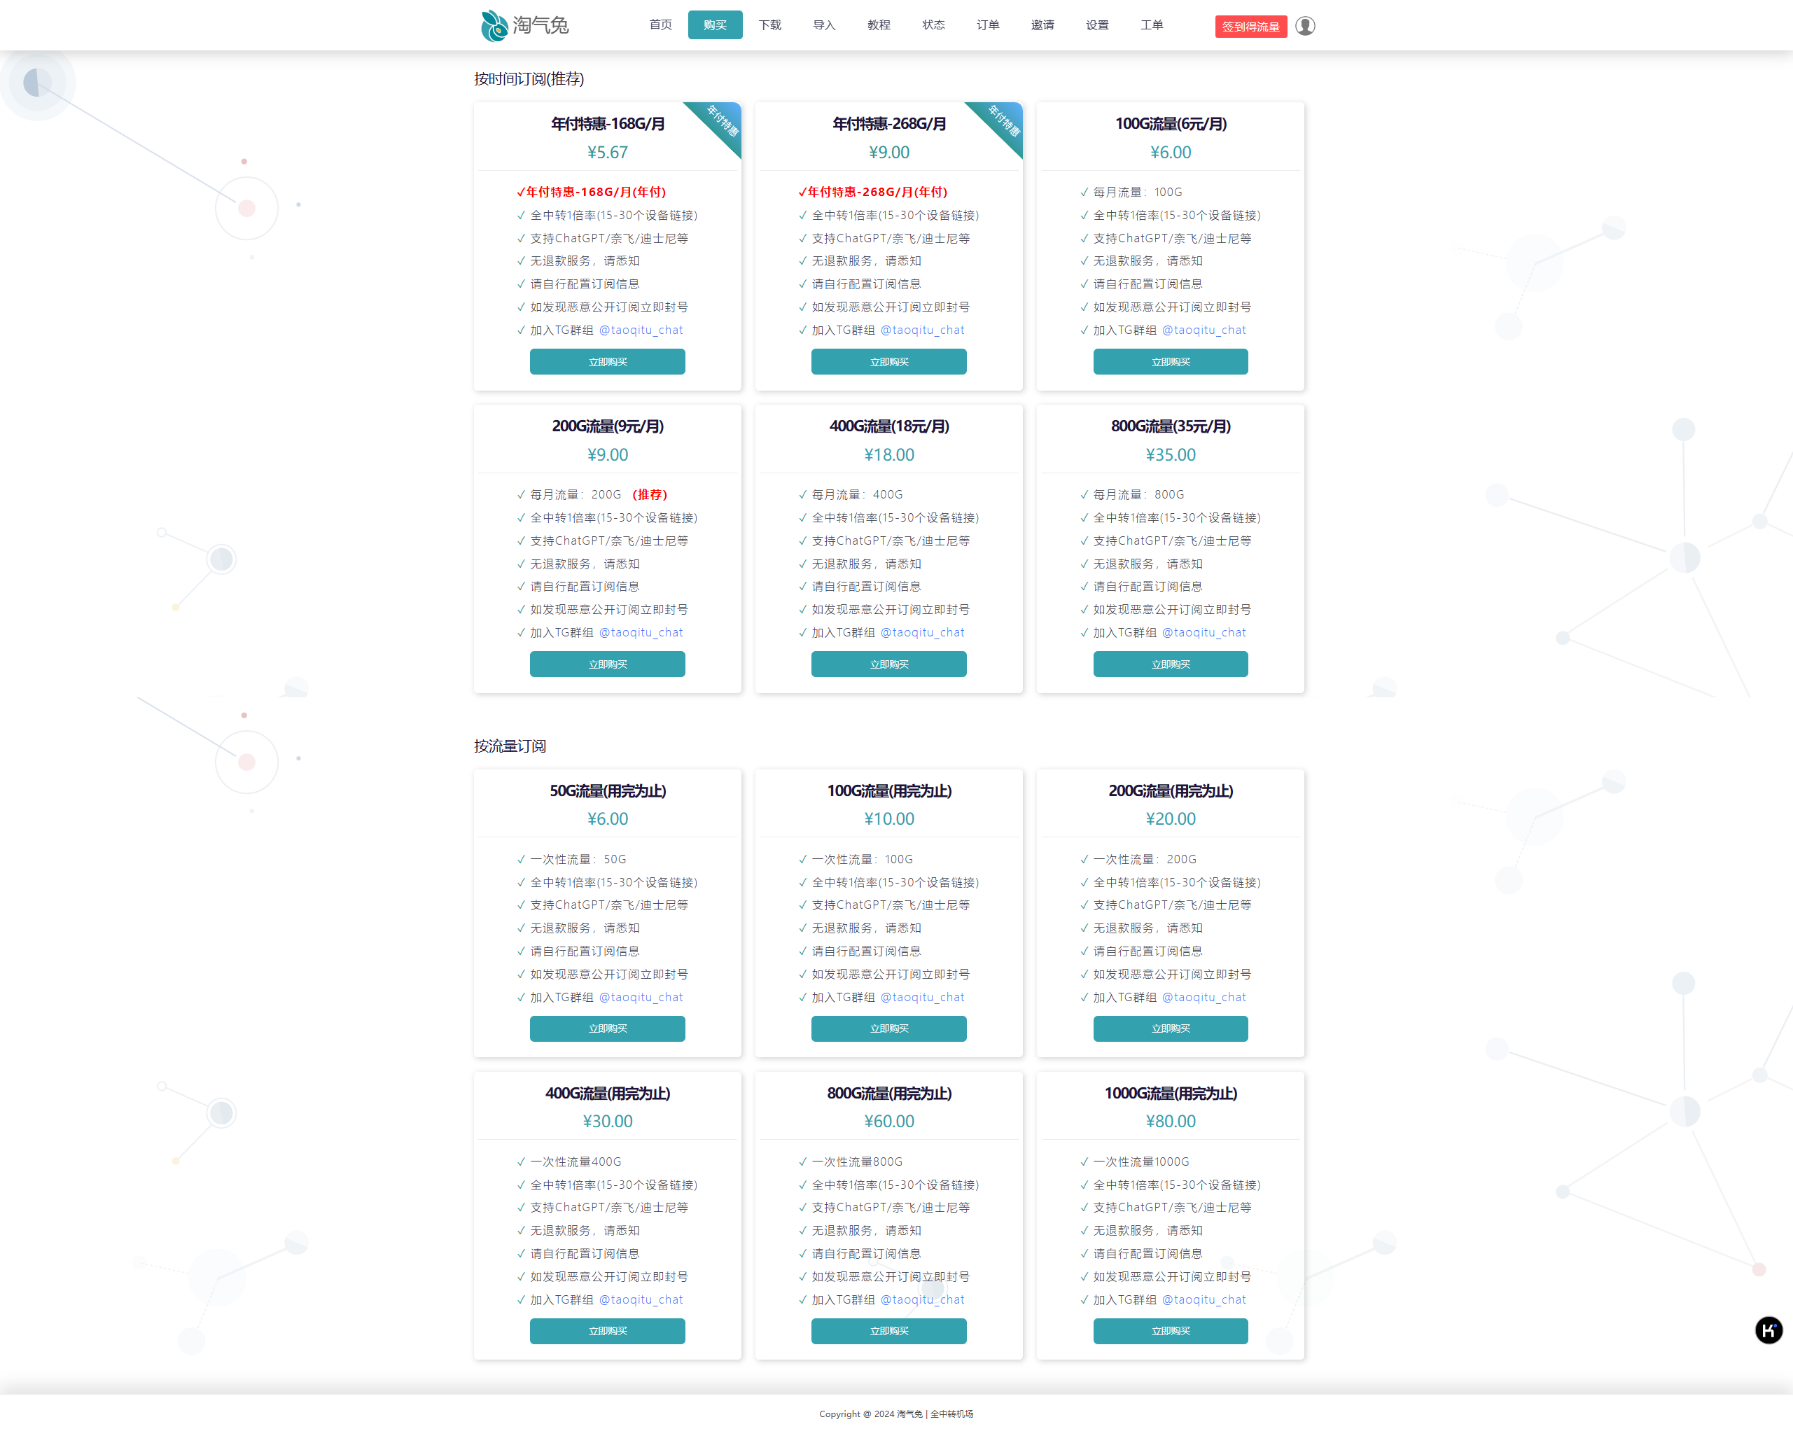 淘气兔
首页 购买 下载 导入 教程 状态 订单 邀请 设置 工单 签到得流量
按时间订阅(推荐)
年付特惠-168G/月
年付特惠
¥5.67
✓年付特惠-168G/月(年付)
✓ 全中转1倍率(15-30个设备链接)
✓ 支持ChatGPT/奈飞/迪士尼等
✓ 无退款服务，请悉知
✓ 请自行配置订阅信息
✓ 如发现恶意公开订阅立即封号
✓ 加入TG群组 @taoqitu_chat
立即购买
年付特惠-268G/月
年付特惠
¥9.00
✓年付特惠-268G/月(年付)
✓ 全中转1倍率(15-30个设备链接)
✓ 支持ChatGPT/奈飞/迪士尼等
✓ 无退款服务，请悉知
✓ 请自行配置订阅信息
✓ 如发现恶意公开订阅立即封号
✓ 加入TG群组 @taoqitu_chat
立即购买
100G流量(6元/月)
¥6.00
✓ 每月流量：100G
✓ 全中转1倍率(15-30个设备链接)
✓ 支持ChatGPT/奈飞/迪士尼等
✓ 无退款服务，请悉知
✓ 请自行配置订阅信息
✓ 如发现恶意公开订阅立即封号
✓ 加入TG群组 @taoqitu_chat
立即购买
200G流量(9元/月)
¥9.00
✓ 每月流量：200G (推荐)
✓ 全中转1倍率(15-30个设备链接)
✓ 支持ChatGPT/奈飞/迪士尼等
✓ 无退款服务，请悉知
✓ 请自行配置订阅信息
✓ 如发现恶意公开订阅立即封号
✓ 加入TG群组 @taoqitu_chat
立即购买
400G流量(18元/月)
¥18.00
✓ 每月流量：400G
✓ 全中转1倍率(15-30个设备链接)
✓ 支持ChatGPT/奈飞/迪士尼等
✓ 无退款服务，请悉知
✓ 请自行配置订阅信息
✓ 如发现恶意公开订阅立即封号
✓ 加入TG群组 @taoqitu_chat
立即购买
800G流量(35元/月)
¥35.00
✓ 每月流量：800G
✓ 全中转1倍率(15-30个设备链接)
✓ 支持ChatGPT/奈飞/迪士尼等
✓ 无退款服务，请悉知
✓ 请自行配置订阅信息
✓ 如发现恶意公开订阅立即封号
✓ 加入TG群组 @taoqitu_chat
立即购买
按流量订阅
50G流量(用完为止)
¥6.00
✓ 一次性流量：50G
✓ 全中转1倍率(15-30个设备链接)
✓ 支持ChatGPT/奈飞/迪士尼等
✓ 无退款服务，请悉知
✓ 请自行配置订阅信息
✓ 如发现恶意公开订阅立即封号
✓ 加入TG群组 @taoqitu_chat
立即购买
100G流量(用完为止)
¥10.00
✓ 一次性流量：100G
✓ 全中转1倍率(15-30个设备链接)
✓ 支持ChatGPT/奈飞/迪士尼等
✓ 无退款服务，请悉知
✓ 请自行配置订阅信息
✓ 如发现恶意公开订阅立即封号
✓ 加入TG群组 @taoqitu_chat
立即购买
200G流量(用完为止)
¥20.00
✓ 一次性流量：200G
✓ 全中转1倍率(15-30个设备链接)
✓ 支持ChatGPT/奈飞/迪士尼等
✓ 无退款服务，请悉知
✓ 请自行配置订阅信息
✓ 如发现恶意公开订阅立即封号
✓ 加入TG群组 @taoqitu_chat
立即购买
400G流量(用完为止)
¥30.00
✓ 一次性流量400G
✓ 全中转1倍率(15-30个设备链接)
✓ 支持ChatGPT/奈飞/迪士尼等
✓ 无退款服务，请悉知
✓ 请自行配置订阅信息
✓ 如发现恶意公开订阅立即封号
✓ 加入TG群组 @taoqitu_chat
立即购买
800G流量(用完为止)
¥60.00
✓ 一次性流量800G
✓ 全中转1倍率(15-30个设备链接)
✓ 支持ChatGPT/奈飞/迪士尼等
✓ 无退款服务，请悉知
✓ 请自行配置订阅信息
✓ 如发现恶意公开订阅立即封号
✓ 加入TG群组 @taoqitu_chat
立即购买
1000G流量(用完为止)
¥80.00
✓ 一次性流量1000G
✓ 全中转1倍率(15-30个设备链接)
✓ 支持ChatGPT/奈飞/迪士尼等
✓ 无退款服务，请悉知
✓ 请自行配置订阅信息
✓ 如发现恶意公开订阅立即封号
✓ 加入TG群组 @taoqitu_chat
立即购买
K
Copyright @ 2024 淘气兔 | 全中转机场